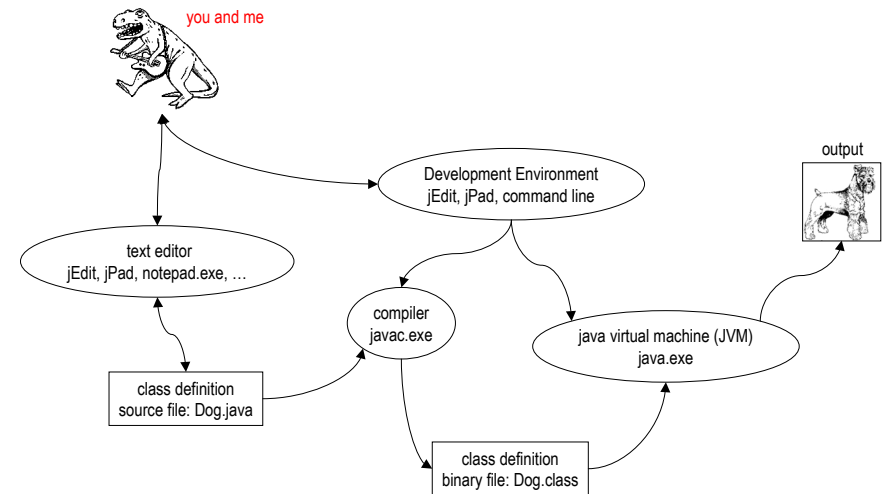 you and me
output
Development Environment
jEdit, jPad, command line
text editor
jEdit, jPad, notepad.exe, …
compiler
javac.exe
java virtual machine (JVM)
java.exe
class definition
source file: Dog.java
class definition
binary file: Dog.class